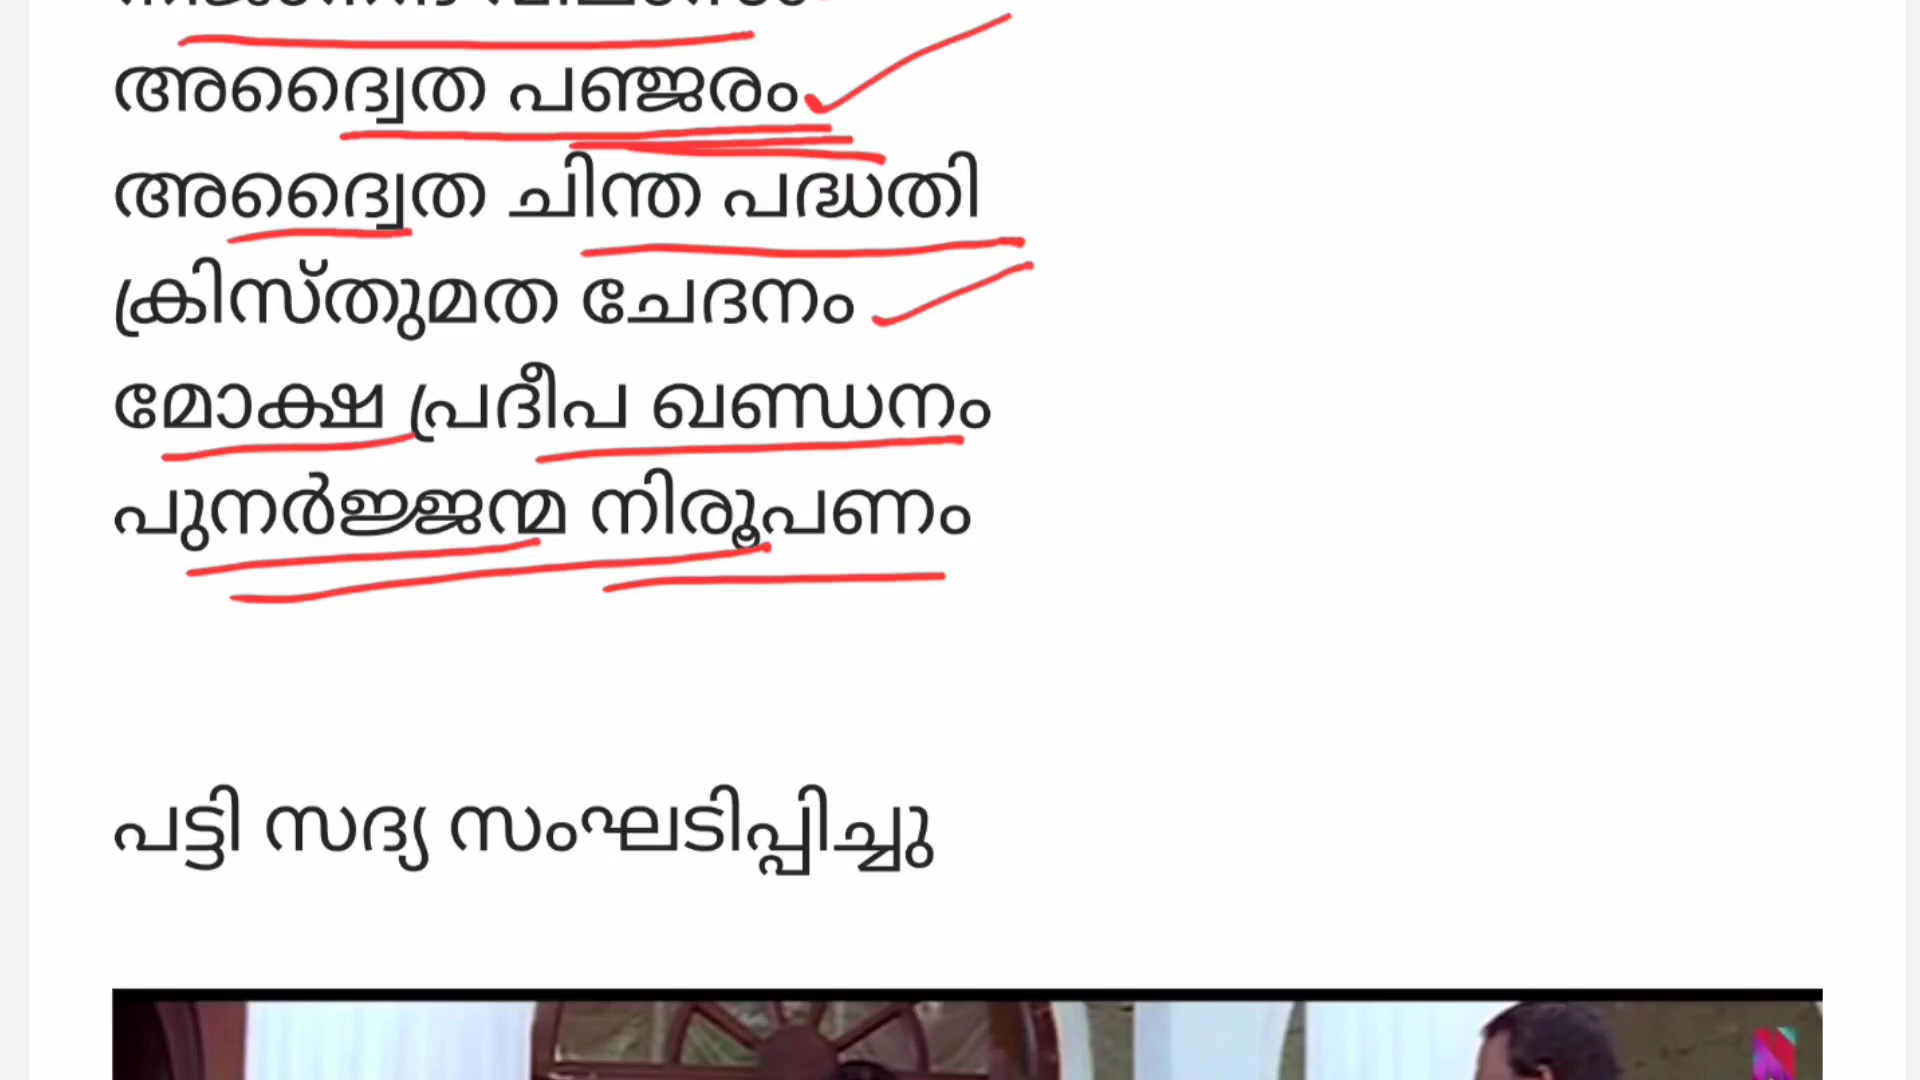 അദ്വൈത പഞ്ജരം
അദ്വൈത ചിന്ത പദ്ധതി
ക്രിസ്തുമത ഛേദനം
മോക്ഷ പ്രദീപ ഖണ്ഡനം
പുനർജ്ജന്മ നിരൂപണം
പട്ടി സദ്യ സംഘടിപ്പിച്ചു